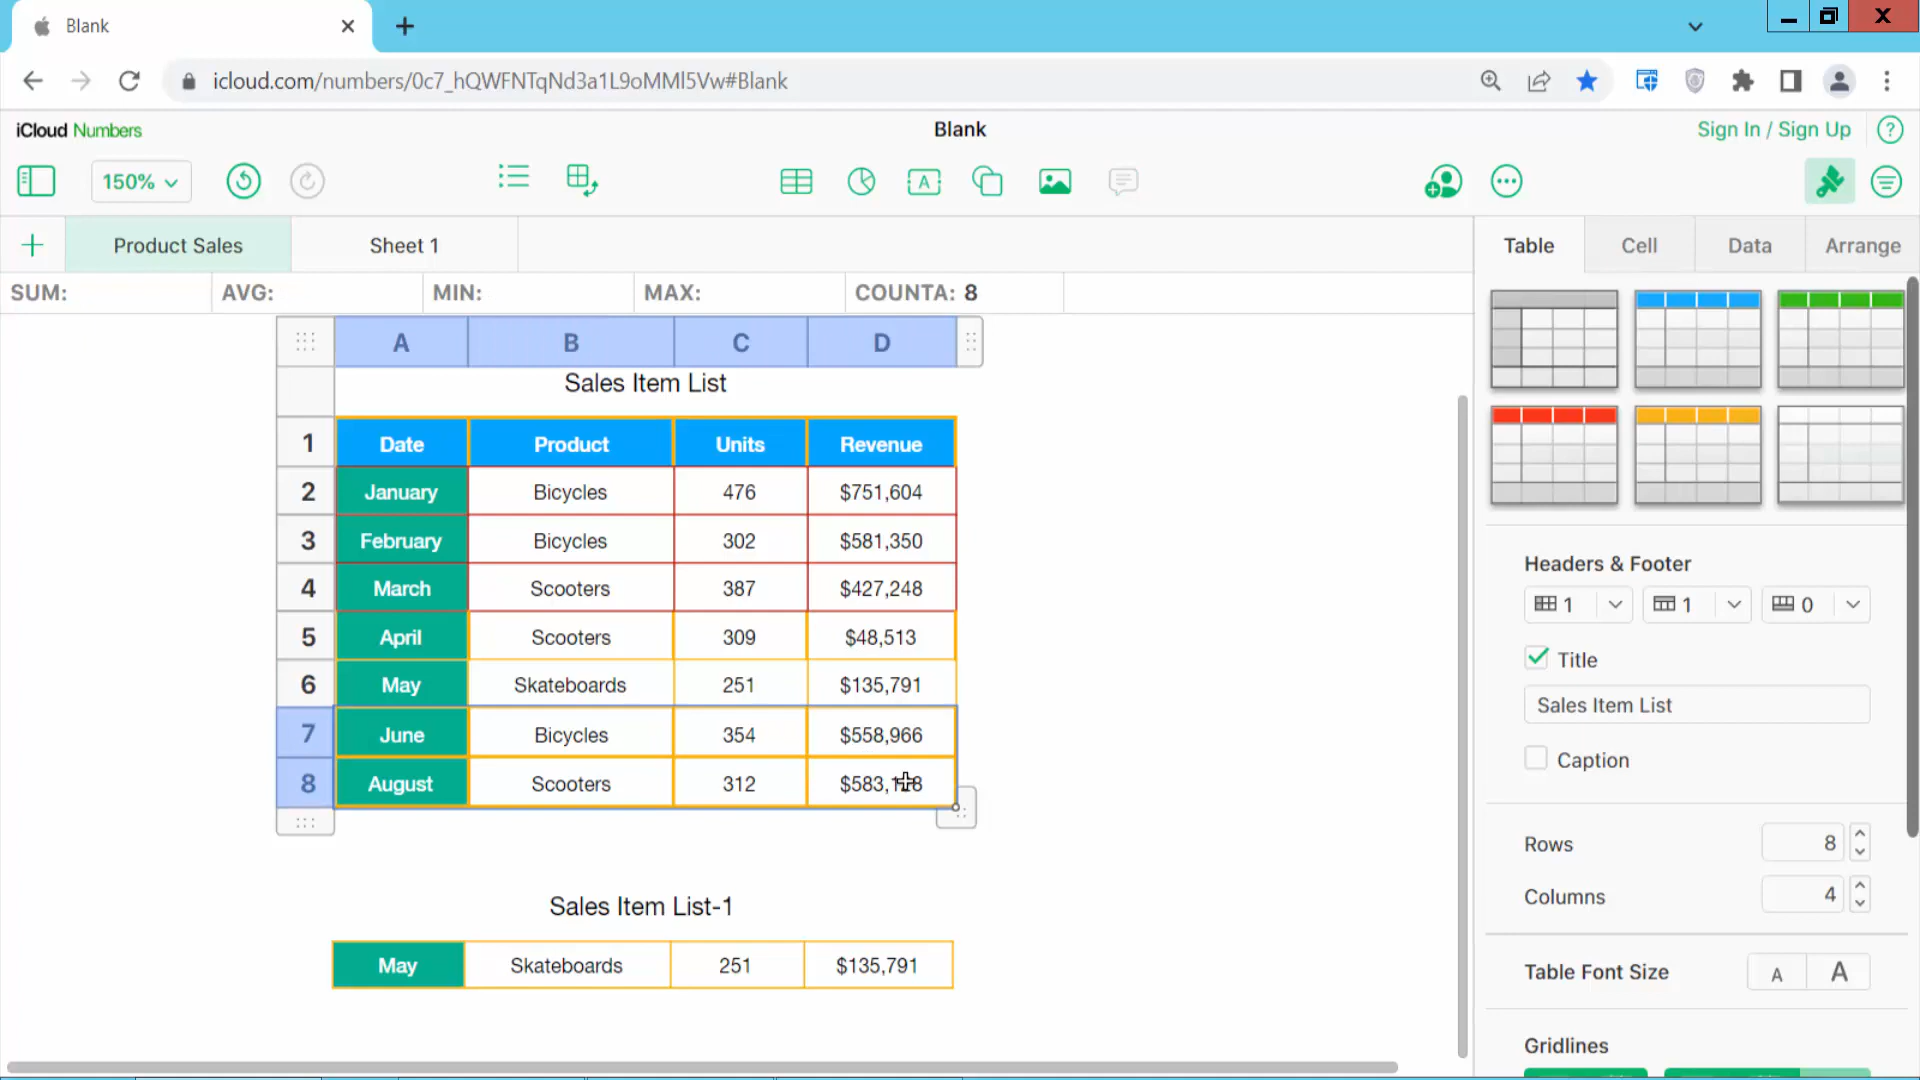 Blank
icloud.com/numbers/0c7_hQWFNTqNd3a1L9oMMl5Vw#Blank
iCloud Numbers
Blank
Sign In / Sign Up
?
150%
A
Product Sales
Sheet 1
Table
Cell
Data
Arrange
SUM:
AVG:
MIN:
MAX:
COUNTA: 8
A
B
C
D
Sales Item List
1 Date Product Units Revenue
2 January Bicycles 476 $751,604
3 February Bicycles 302 $581,350
4 March Scooters 387 $427,248
5 April Scooters 309 $48,513
6 May Skateboards 251 $135,791
7 June Bicycles 354 $558,966
8 August Scooters 312
Sales Item List-1
May Skateboards 251 $135,791
Headers & Footer
1 1 0
Title
Sales Item List
Caption
Rows 8
Columns 4
Table Font Size A A
Gridlines